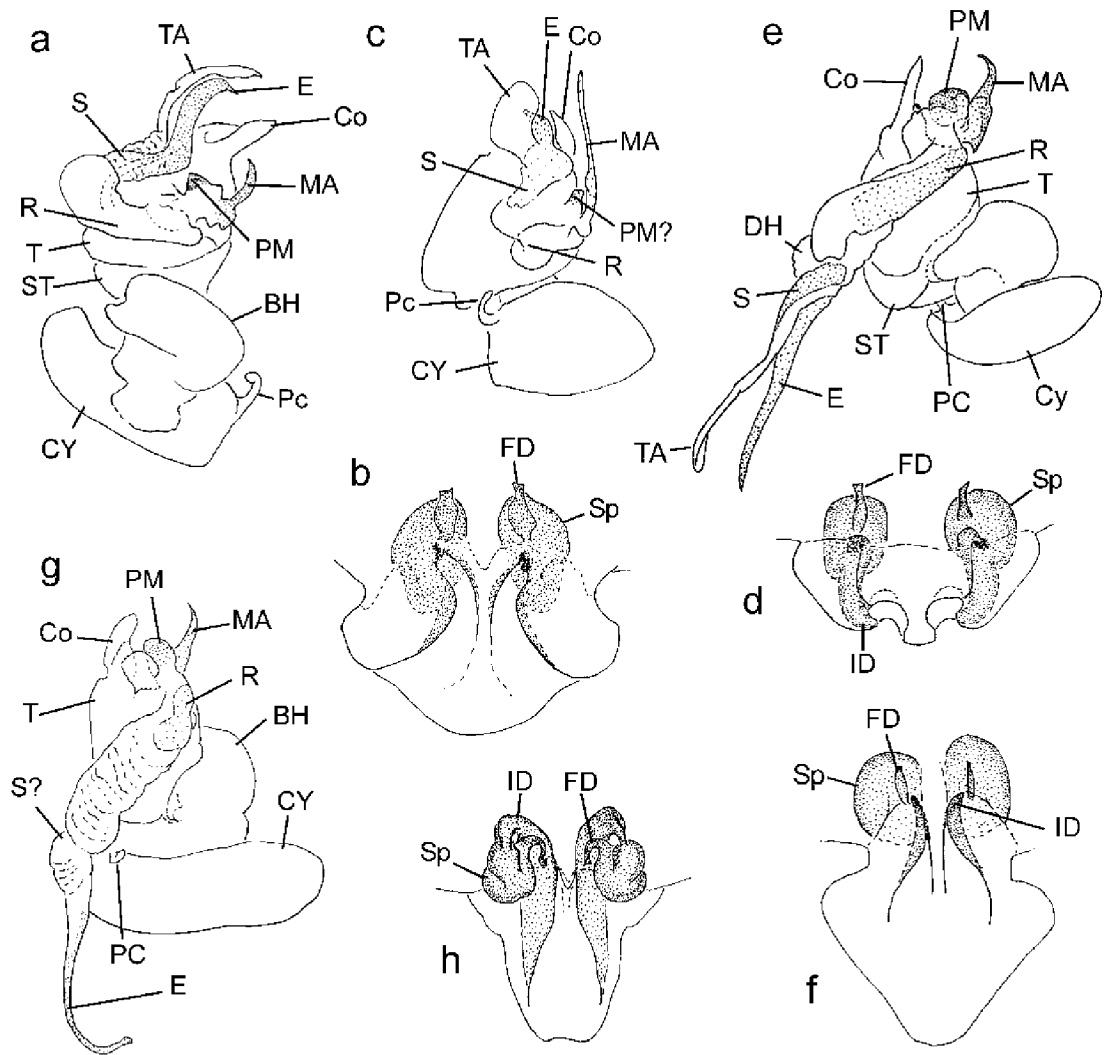 a
TA
E
S
Co
MA
R
PM
T
ST
BH
Pc
CY
c
E
TA
Co
MA
S
PM?
R
Pc
CY
e
PM
Co
MA
R
T
DH
S
ST
E
PC
Cy
TA
b
FD
Sp
d
FD
Sp
ID
g
PM
Co
MA
R
T
BH
S?
CY
PC
E
h
ID
FD
Sp
f
FD
Sp
ID